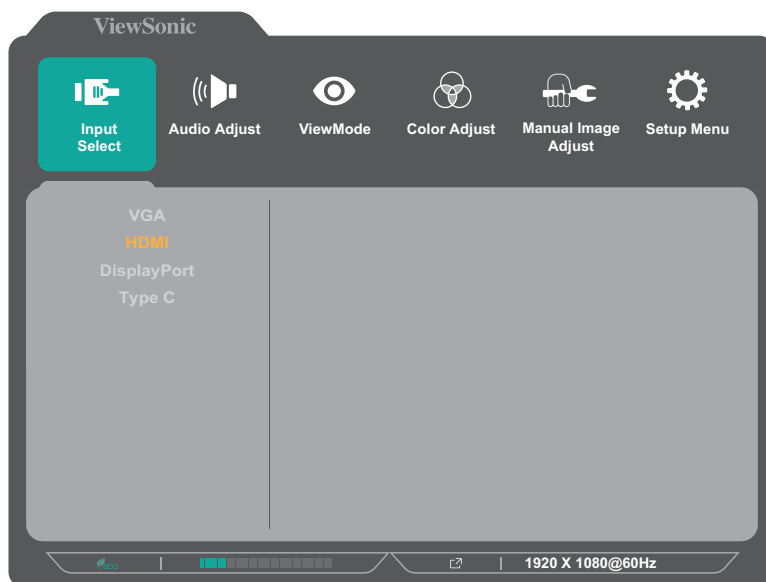 ViewSonic
Input
Select
Audio Adjust
ViewMode
Color Adjust
Manual Image
Adjust
Setup Menu
VGA
HDMI
DisplayPort
Type C
ECO
1920 X 1080@60Hz